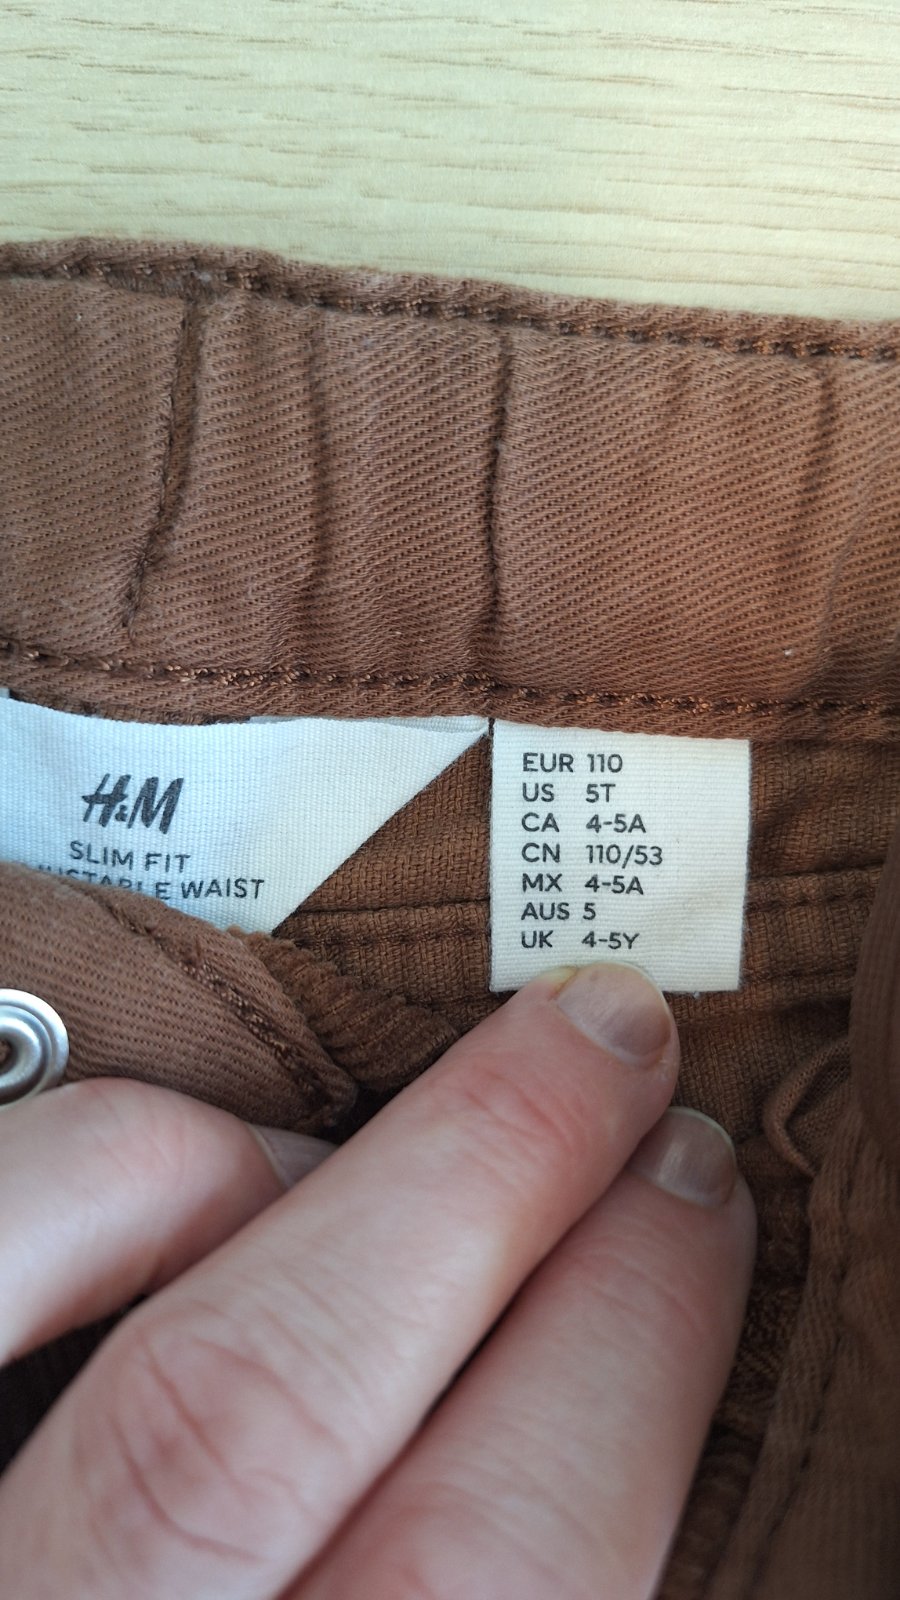 H&M
SLIM FIT
WAIST
EUR 110
US 5T
CA 4-5A
CN 110/53
MX 4-5A
AUS 5
UK 4-5Y